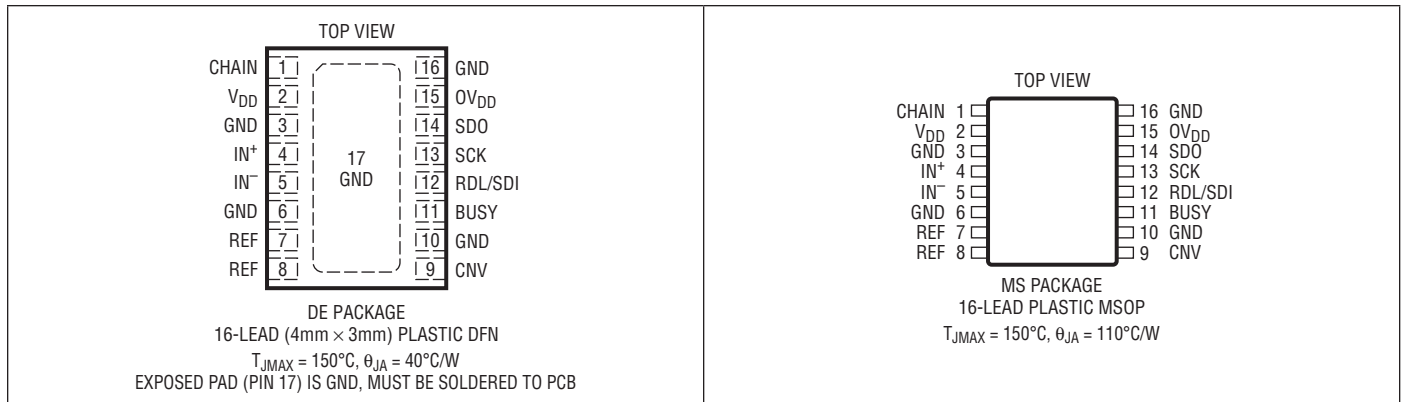 TOP VIEW
CHAIN 1 16 GND
VDD 2 15 OVDD
GND 3 14 SDO
IN+ 4 13 SCK
IN– 5 12 RDL/SDI
GND 6 11 BUSY
REF 7 10 GND
REF 8 9 CNV
17
GND
DE PACKAGE
16-LEAD (4mm × 3mm) PLASTIC DFN
TJMAX = 150°C, θJA = 40°C/W
EXPOSED PAD (PIN 17) IS GND, MUST BE SOLDERED TO PCB
TOP VIEW
CHAIN 1 16 GND
VDD 2 15 OVDD
GND 3 14 SDO
IN+ 4 13 SCK
IN– 5 12 RDL/SDI
GND 6 11 BUSY
REF 7 10 GND
REF 8 9 CNV
MS PACKAGE
16-LEAD PLASTIC MSOP
TJMAX = 150°C, θJA = 110°C/W